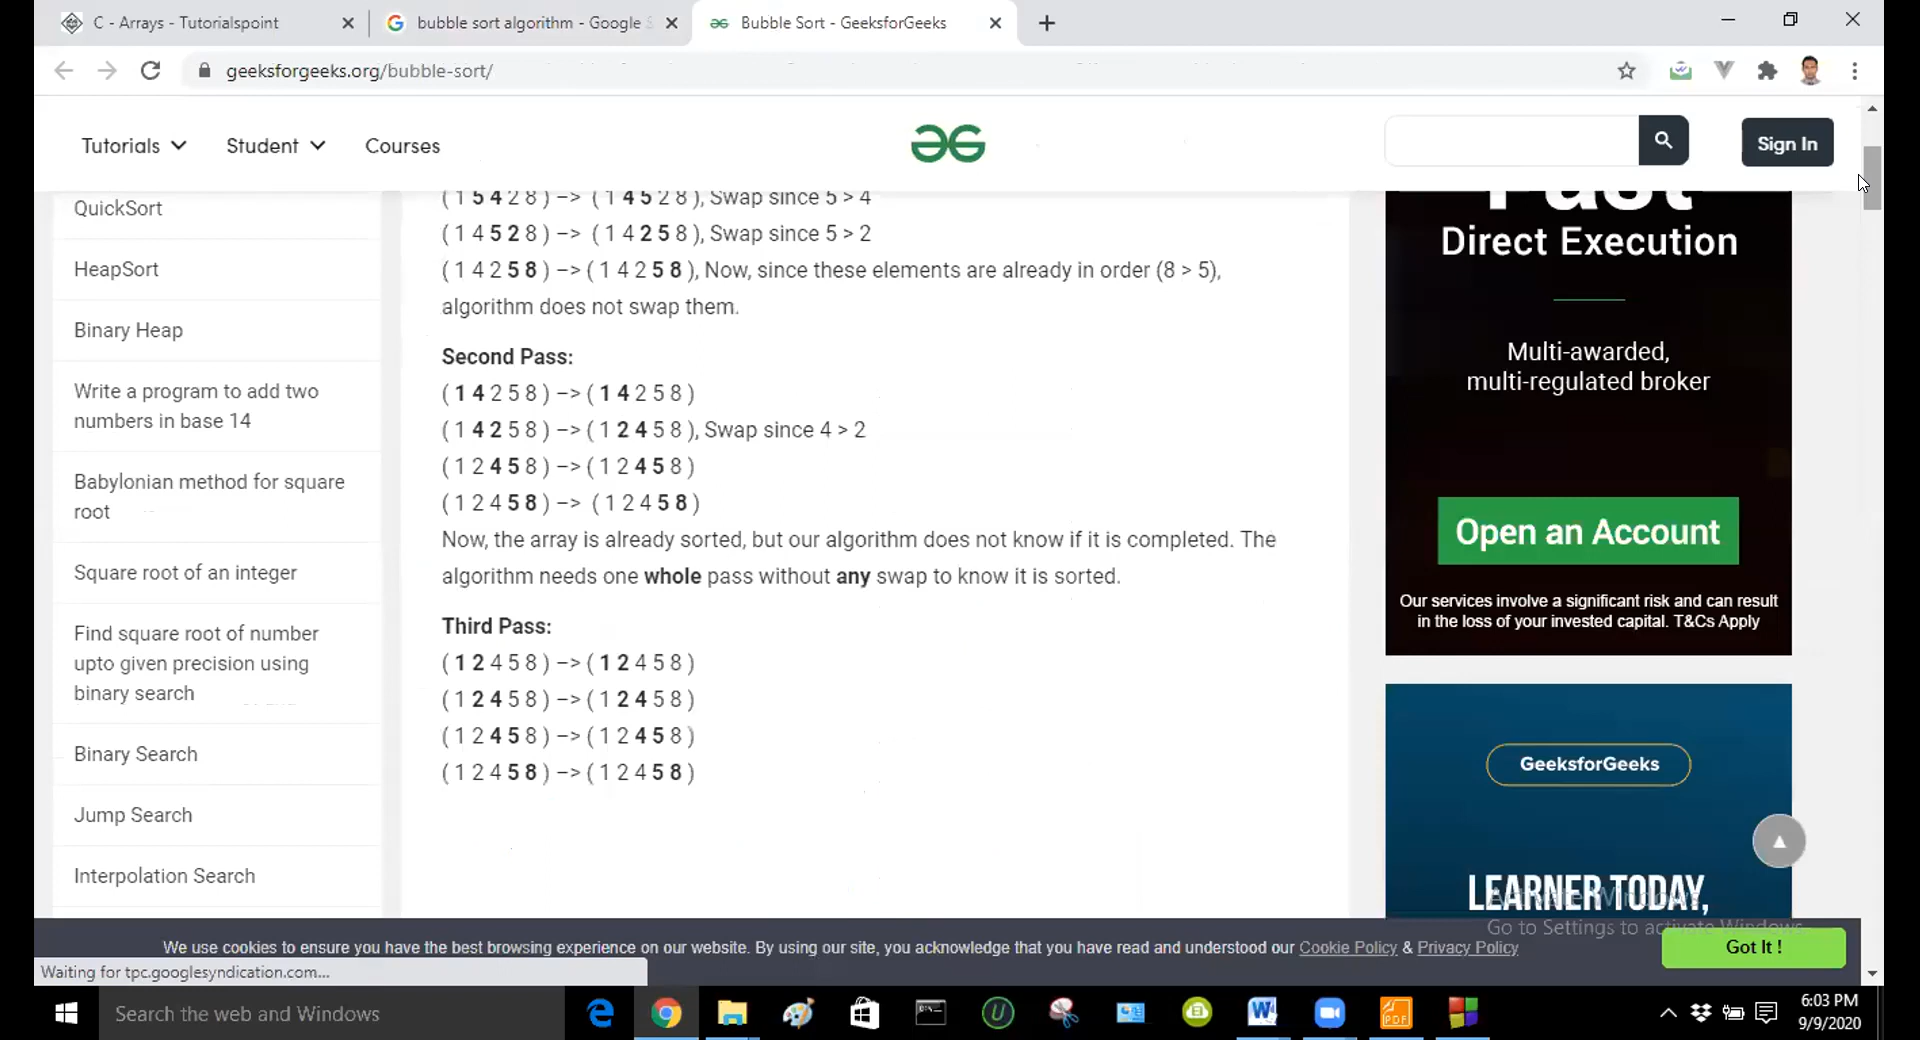 C - Arrays - Tutorialspoint
bubble sort algorithm - Google S
Bubble Sort - GeeksforGeeks
geeksforgeeks.org/bubble-sort/
Tutorials
Student
Courses
Sign In
QuickSort
HeapSort
Binary Heap
Write a program to add two
numbers in base 14
Babylonian method for square
root
Square root of an integer
Find square root of number
upto given precision using
binary search
Binary Search
Jump Search
Interpolation Search
( 1 5 4 2 8 ) –> ( 1 4 5 2 8 ), Swap since 5 > 4
( 1 4 5 2 8 ) –> ( 1 4 2 5 8 ), Swap since 5 > 2
( 1 4 2 5 8 ) –> ( 1 4 2 5 8 ), Now, since these elements are already in order (8 > 5),
algorithm does not swap them.
Second Pass:
( 1 4 2 5 8 ) –> ( 1 4 2 5 8 )
( 1 4 2 5 8 ) –> ( 1 2 4 5 8 ), Swap since 4 > 2
( 1 2 4 5 8 ) –> ( 1 2 4 5 8 )
( 1 2 4 5 8 ) –> ( 1 2 4 5 8 )
Now, the array is already sorted, but our algorithm does not know if it is completed. The
algorithm needs one whole pass without any swap to know it is sorted.
Third Pass:
( 1 2 4 5 8 ) –> ( 1 2 4 5 8 )
( 1 2 4 5 8 ) –> ( 1 2 4 5 8 )
( 1 2 4 5 8 ) –> ( 1 2 4 5 8 )
( 1 2 4 5 8 ) –> ( 1 2 4 5 8 )
Fast
Direct Execution
Multi-awarded,
multi-regulated broker
Open an Account
Our services involve a significant risk and can result
in the loss of your invested capital. T&Cs Apply
GeeksforGeeks
LEARNER TODAY,
Activate Windows
Go to Settings to activate Windows.
We use cookies to ensure you have the best browsing experience on our website. By using our site, you acknowledge that you have read and understood our Cookie Policy & Privacy Policy
Got It !
Waiting for tpc.googlesyndication.com...
Search the web and Windows
PDF
6:03 PM
9/9/2020